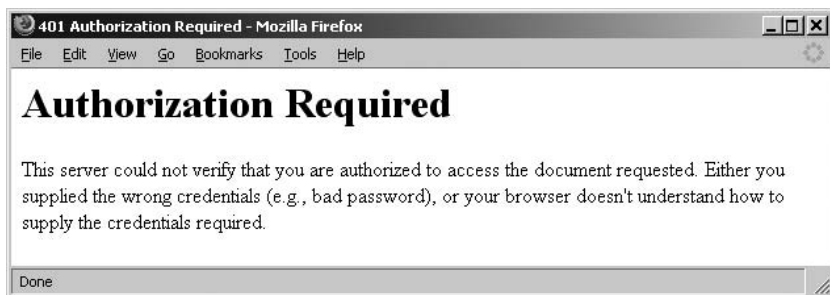 401 Authorization Required - Mozilla Firefox
File Edit View Go Bookmarks Tools Help
Authorization Required
This server could not verify that you are authorized to access the document requested. Either you
supplied the wrong credentials (e.g., bad password), or your browser doesn't understand how to
supply the credentials required.
Done